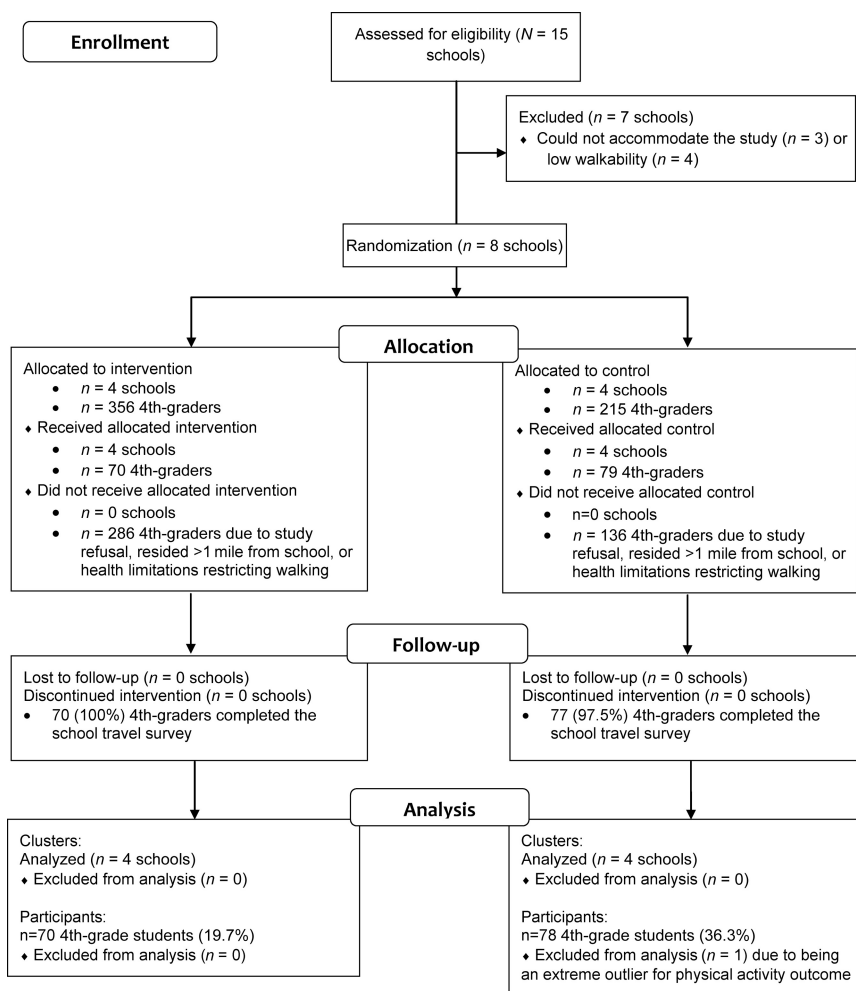 Enrollment
Assessed for eligibility (N = 15
schools)
Excluded (n = 7 schools)
♦ Could not accommodate the study (n = 3) or
low walkability (n = 4)
Randomization (n = 8 schools)
Allocation
Allocated to intervention
• n = 4 schools
• n = 356 4th-graders
♦ Received allocated intervention
• n = 4 schools
• n = 70 4th-graders
♦ Did not receive allocated intervention
• n = 0 schools
• n = 286 4th-graders due to study
refusal, resided >1 mile from school, or
health limitations restricting walking
Allocated to control
• n = 4 schools
• n = 215 4th-graders
♦ Received allocated control
• n = 4 schools
• n = 79 4th-graders
♦ Did not receive allocated control
• n=0 schools
• n = 136 4th-graders due to study
refusal, resided >1 mile from school, or
health limitations restricting walking
Follow-up
Lost to follow-up (n = 0 schools)
Discontinued intervention (n = 0 schools)
• 70 (100%) 4th-graders completed the
school travel survey
Lost to follow-up (n = 0 schools)
Discontinued intervention (n = 0 schools)
• 77 (97.5%) 4th-graders completed the
school travel survey
Analysis
Clusters:
Analyzed (n = 4 schools)
♦ Excluded from analysis (n = 0)
Participants:
n=70 4th-grade students (19.7%)
♦ Excluded from analysis (n = 0)
Clusters:
Analyzed (n = 4 schools)
♦ Excluded from analysis (n = 0)
Participants:
n=78 4th-grade students (36.3%)
♦ Excluded from analysis (n = 1) due to being
an extreme outlier for physical activity outcome